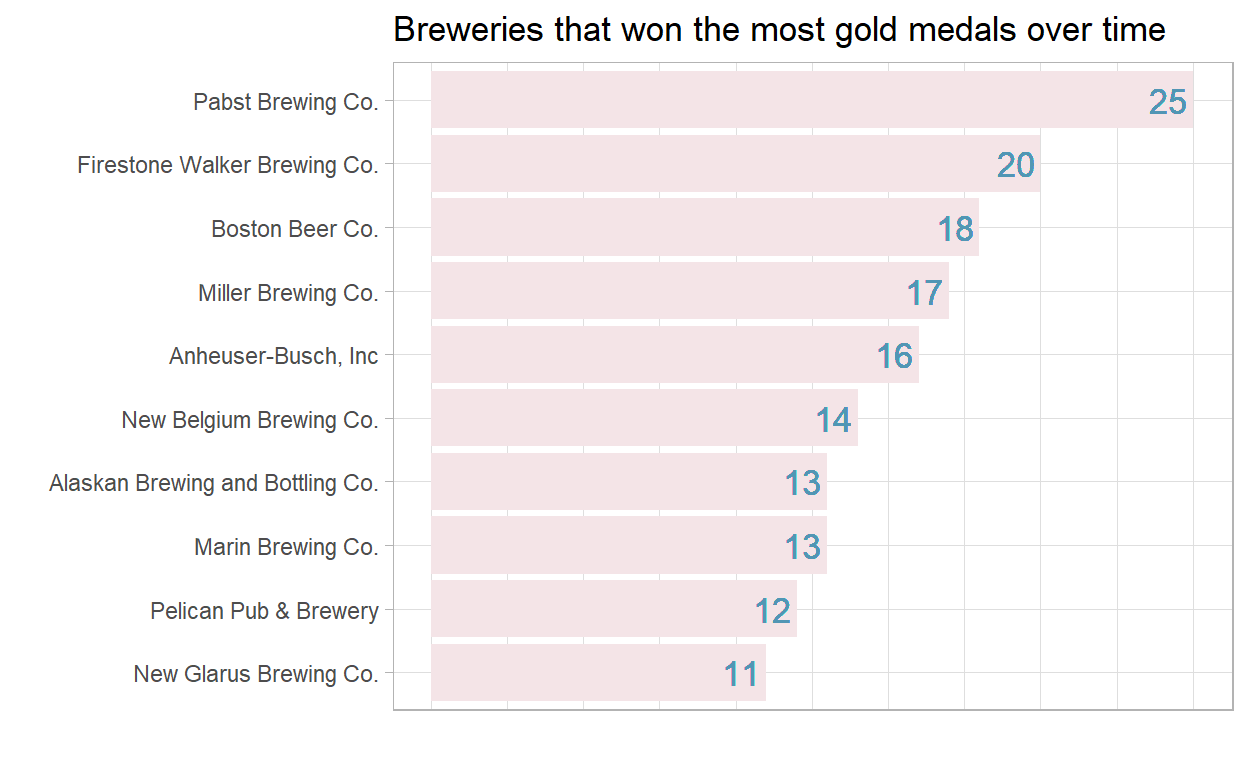 Breweries that won the most gold medals over time
Pabst Brewing Co. 25
Firestone Walker Brewing Co. 20
Boston Beer Co. 18
Miller Brewing Co. 17
Anheuser-Busch, Inc 16
New Belgium Brewing Co. 14
Alaskan Brewing and Bottling Co. 13
Marin Brewing Co. 13
Pelican Pub & Brewery 12
New Glarus Brewing Co. 11